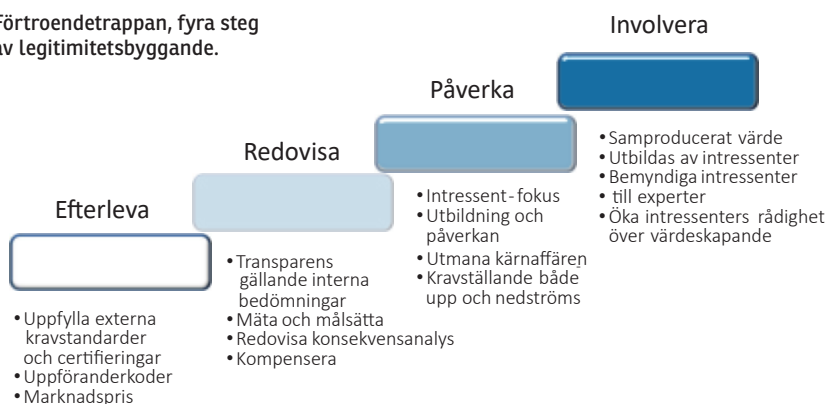 Förtroendetrappan, fyra steg
av legitimitetsbyggande.
Efterleva
• Uppfylla externa
kravstandarder
och certifieringar
• Uppföranderkoder
• Marknadspris
Redovisa
• Transparens
gällande interna
bedömningar
• Mäta och målsätta
• Redovisa konsekvensanalys
• Kompensera
Påverka
• Intressent-fokus
• Utbildning och
påverkan
• Utmana kärnaffären
• Kravställande både
upp och nedströms
Involvera
• Samproducerat värde
• Utbildas av intressenter
• Bemyndiga intressenter
• till experter
• Öka intressenters rådighet
över värdeskapande